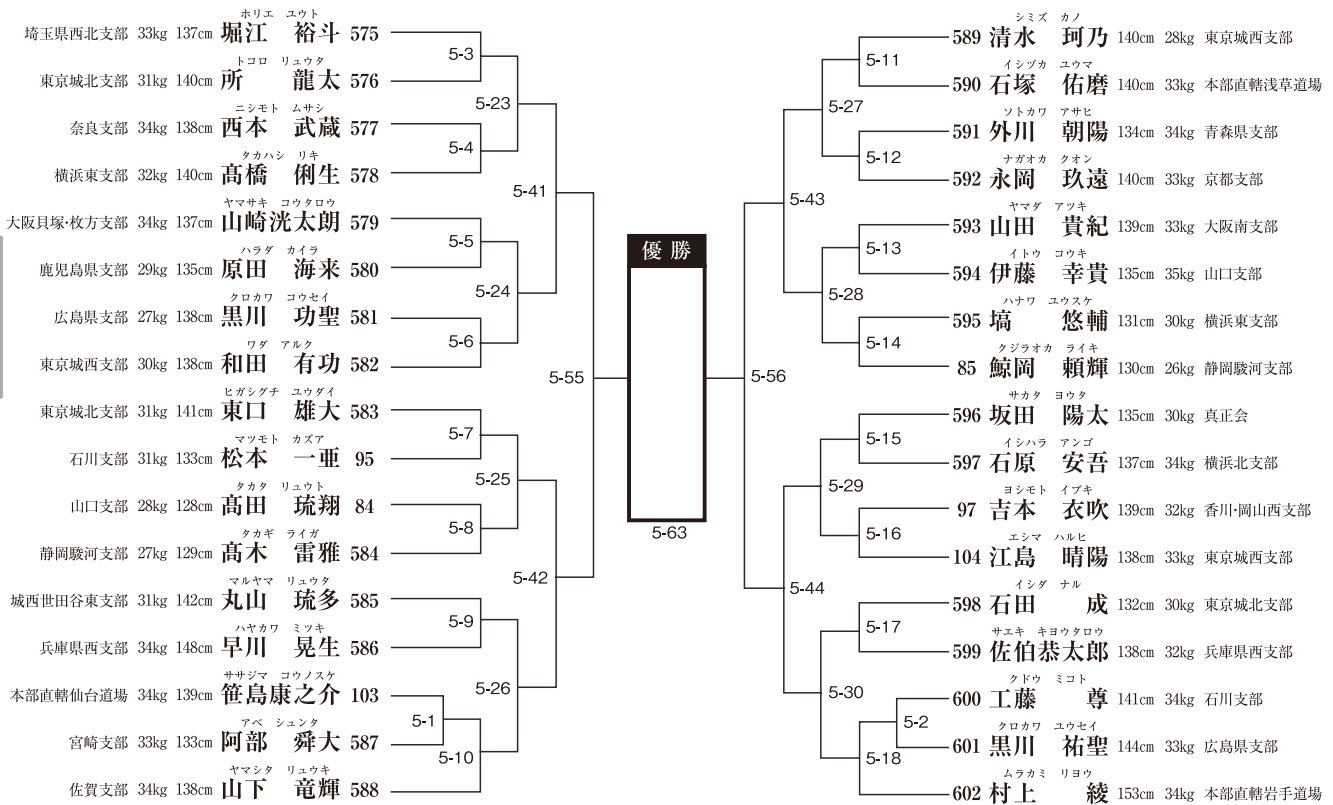 ホリエ ユウト
埼玉県西北支部 33kg 137cm 堀江 裕斗 575
5-3
トコロ リュウタ
東京城北支部 31kg 140cm 所 龍太 576
5-23
ニシモト ムサシ
奈良支部 34kg 138cm 西本 武蔵 577
5-4
タカハシ リキ
横浜東支部 32kg 140cm 髙橋 俐生 578
5-41
ヤマサキ コウタロウ
大阪貝塚・枚方支部 34kg 137cm 山崎洸太朗 579
5-5
ハラダ カイラ
鹿児島県支部 29kg 135cm 原田 海来 580
5-24
クロカワ コウセイ
広島県支部 27kg 138cm 黒川 功聖 581
5-6
ワダ アルク
東京城西支部 30kg 138cm 和田 有功 582
5-55
ヒガシグチ ユウダイ
東京城北支部 31kg 141cm 東口 雄大 583
5-7
マツモト カズア
石川支部 31kg 133cm 松本 一亜 95
5-25
タカタ リュウト
山口支部 28kg 128cm 髙田 琉翔 84
5-8
タカギ ライガ
静岡駿河支部 27kg 129cm 髙木 雷雅 584
5-42
マルヤマ リュウタ
城西世田谷東支部 31kg 142cm 丸山 琉多 585
5-9
ハヤカワ ミツキ
兵庫県西支部 34kg 148cm 早川 晃生 586
5-26
ササジマ コウノスケ
本部直轄仙台道場 34kg 139cm 笹島康之介 103
5-1
アベ シュンタ
宮崎支部 33kg 133cm 阿部 舜大 587
5-10
ヤマシタ リュウキ
佐賀支部 34kg 138cm 山下 竜輝 588
優勝
5-63
シミズ カノ
589 清水 珂乃 140cm 28kg 東京城西支部
5-11
イシヅカ ユウマ
590 石塚 佑磨 140cm 33kg 本部直轄浅草道場
5-27
ソトカワ アサヒ
591 外川 朝陽 134cm 34kg 青森県支部
5-12
ナガオカ クオン
592 永岡 玖遠 140cm 33kg 京都支部
5-43
ヤマダ アツキ
593 山田 貴紀 139cm 33kg 大阪南支部
5-13
イトウ コウキ
594 伊藤 幸貴 135cm 35kg 山口支部
5-28
ハナワ ユウスケ
595 塙 悠輔 131cm 30kg 横浜東支部
5-14
クジラオカ ライキ
85 鯨岡 頼輝 130cm 26kg 静岡駿河支部
5-56
サカタ ヨウタ
596 坂田 陽太 135cm 30kg 真正会
5-15
イシハラ アンゴ
597 石原 安吾 137cm 34kg 横浜北支部
5-29
ヨシモト イブキ
97 吉本 衣吹 139cm 32kg 香川・岡山西支部
5-16
エシマ ハルヒ
104 江島 晴陽 138cm 33kg 東京城西支部
5-44
イシダ ナル
598 石田 成 132cm 30kg 東京城北支部
5-17
サエキ キヨウタロウ
599 佐伯恭太郎 138cm 32kg 兵庫県西支部
5-30
クドウ ミコト
600 工藤 尊 141cm 34kg 石川支部
5-2
クロカワ ユウセイ
601 黒川 祐聖 144cm 33kg 広島県支部
5-18
ムラカミ リヨウ
602 村上 綾 153cm 34kg 本部直轄岩手道場